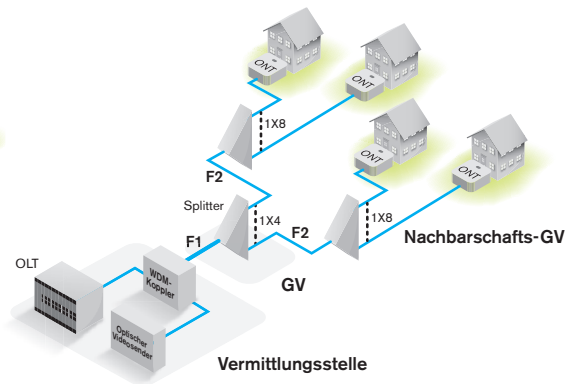 ONT
ONT
1X8
ONT
F2
ONT
Splitter
1X4
1X8
F1
F2
Nachbarschafts-GV
OLT
WDM-
Koppler
GV
Optischer
Videosender
Vermittlungsstelle